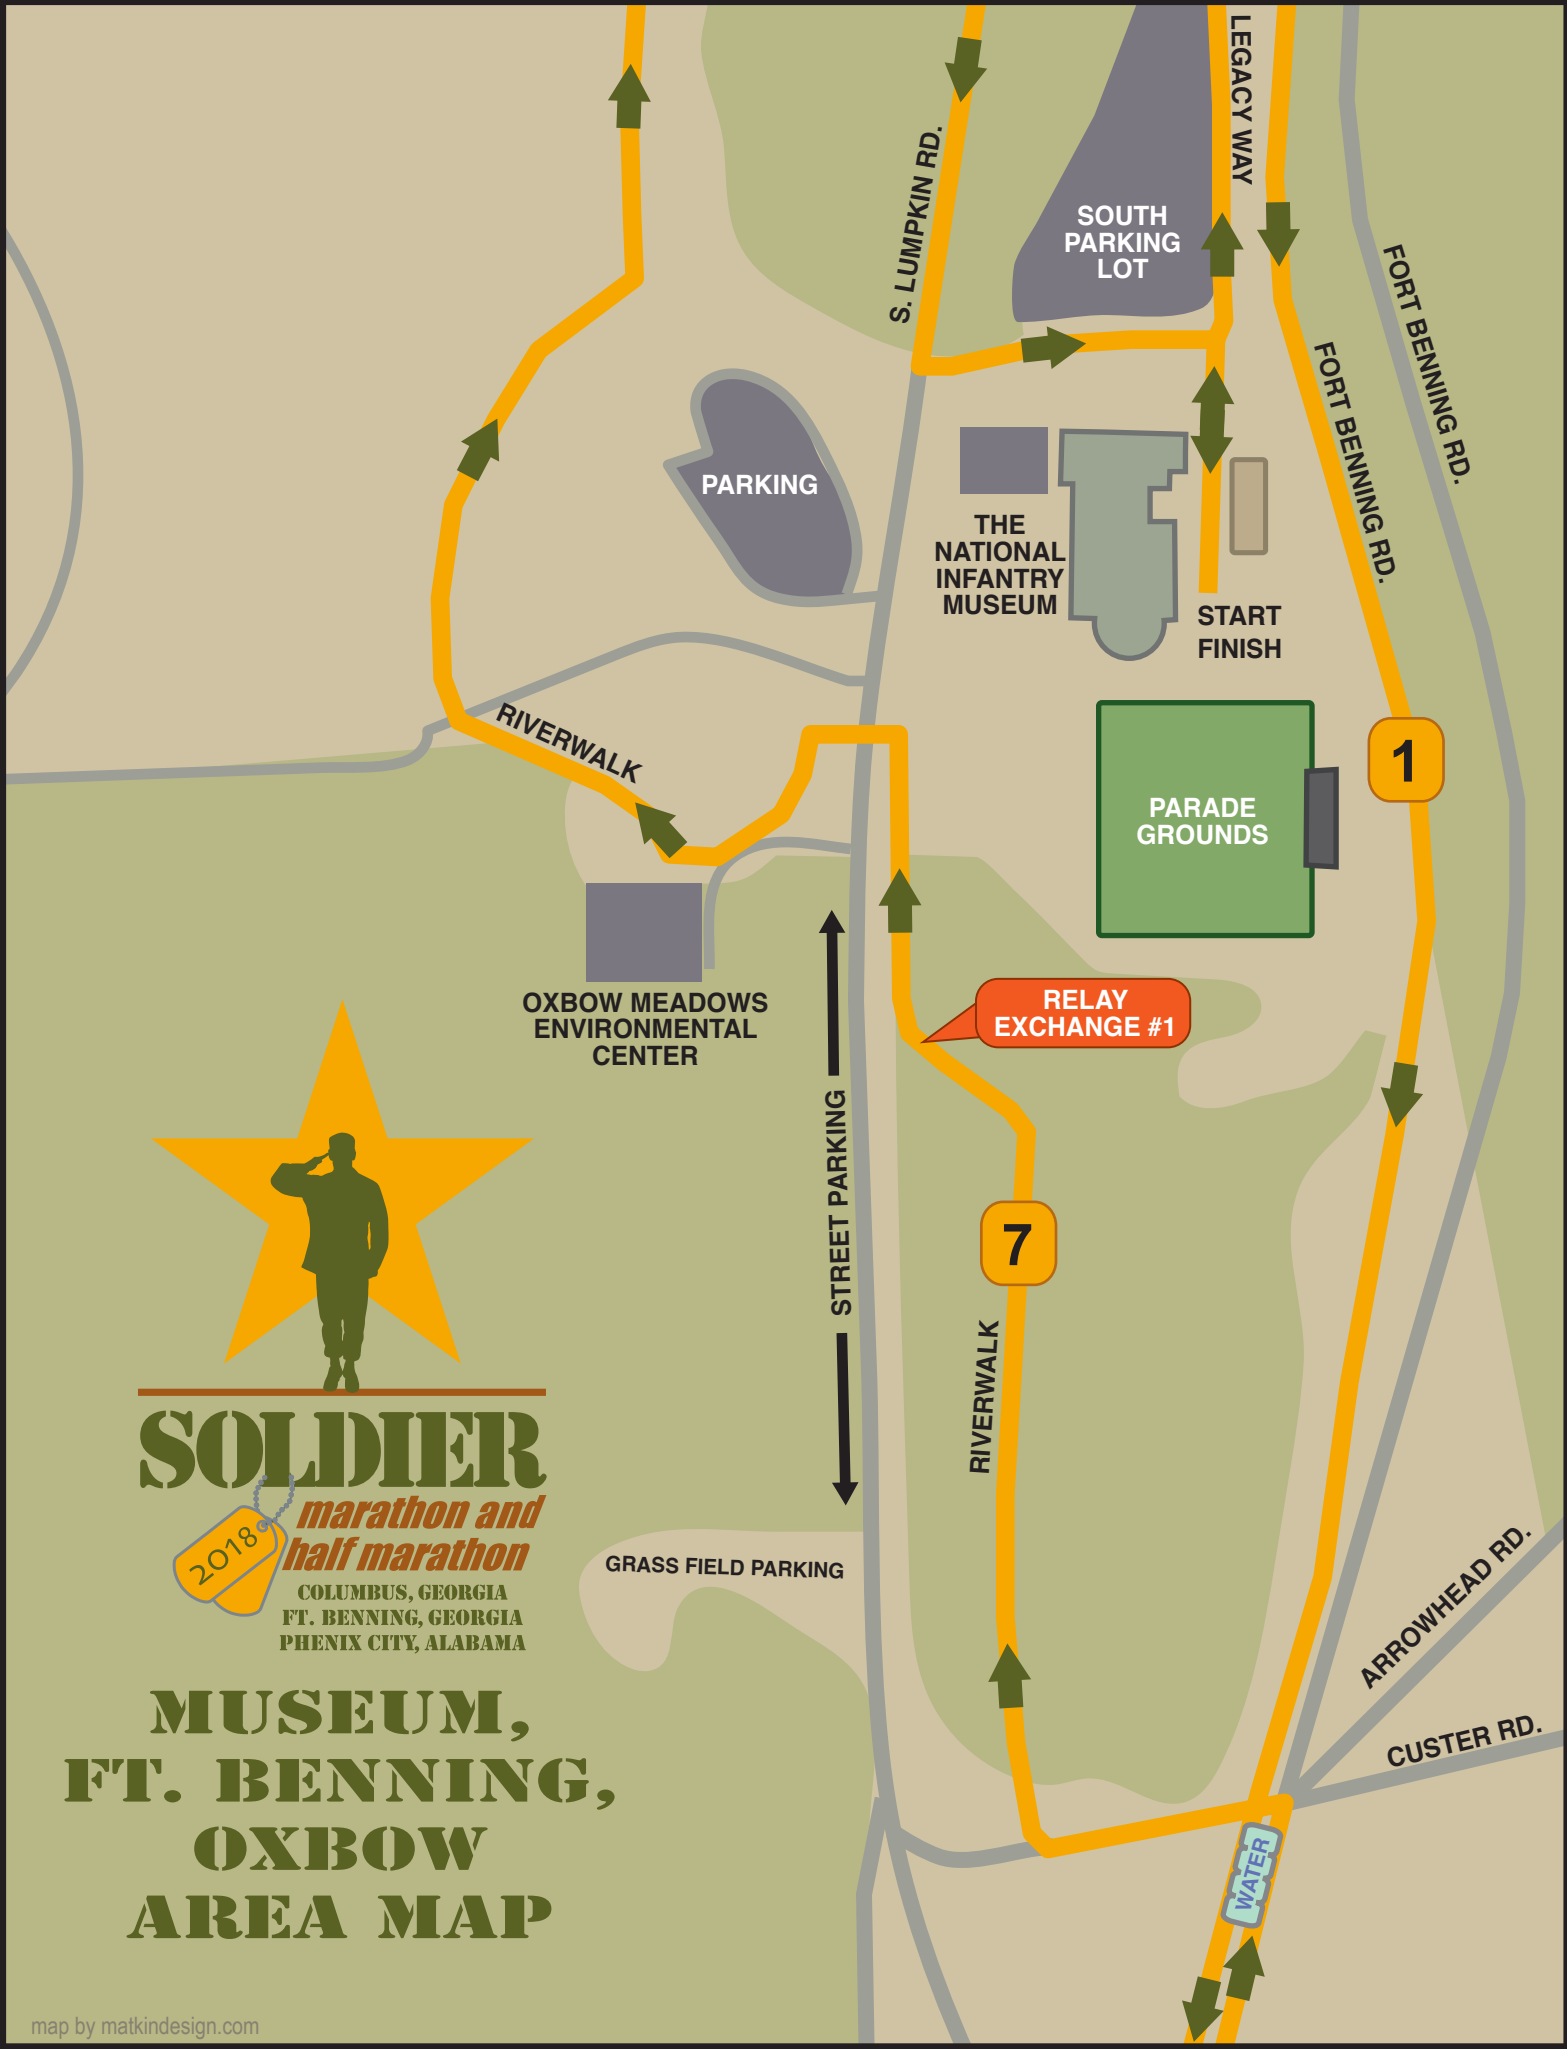 LEGACY WAY
S. LUMPKIN RD.
SOUTH
PARKING
LOT
FORT BENNING RD.
FORT BENNING RD.
PARKING
THE
NATIONAL
INFANTRY
MUSEUM
START
FINISH
RIVERWALK
1
PARADE
GROUNDS
OXBOW MEADOWS
ENVIRONMENTAL
CENTER
RELAY
EXCHANGE #1
STREET PARKING
7
RIVERWALK
SOLDIER
marathon and
half marathon
2018
COLUMBUS, GEORGIA
FT. BENNING, GEORGIA
PHENIX CITY, ALABAMA
GRASS FIELD PARKING
ARROWHEAD RD.
CUSTER RD.
WATER
MUSEUM,
FT. BENNING,
OXBOW
AREA MAP
map by matkindesign.com